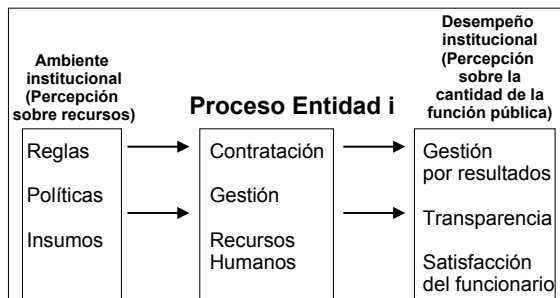 Ambiente
institucional
(Percepción
sobre recursos)
Reglas
Políticas
Insumos
Proceso Entidad i
Contratación
Gestión
Recursos
Humanos
Desempeño
institucional
(Percepción
sobre la
cantidad de la
función pública)
Gestión
por resultados
Transparencia
Satisfacción
del funcionario